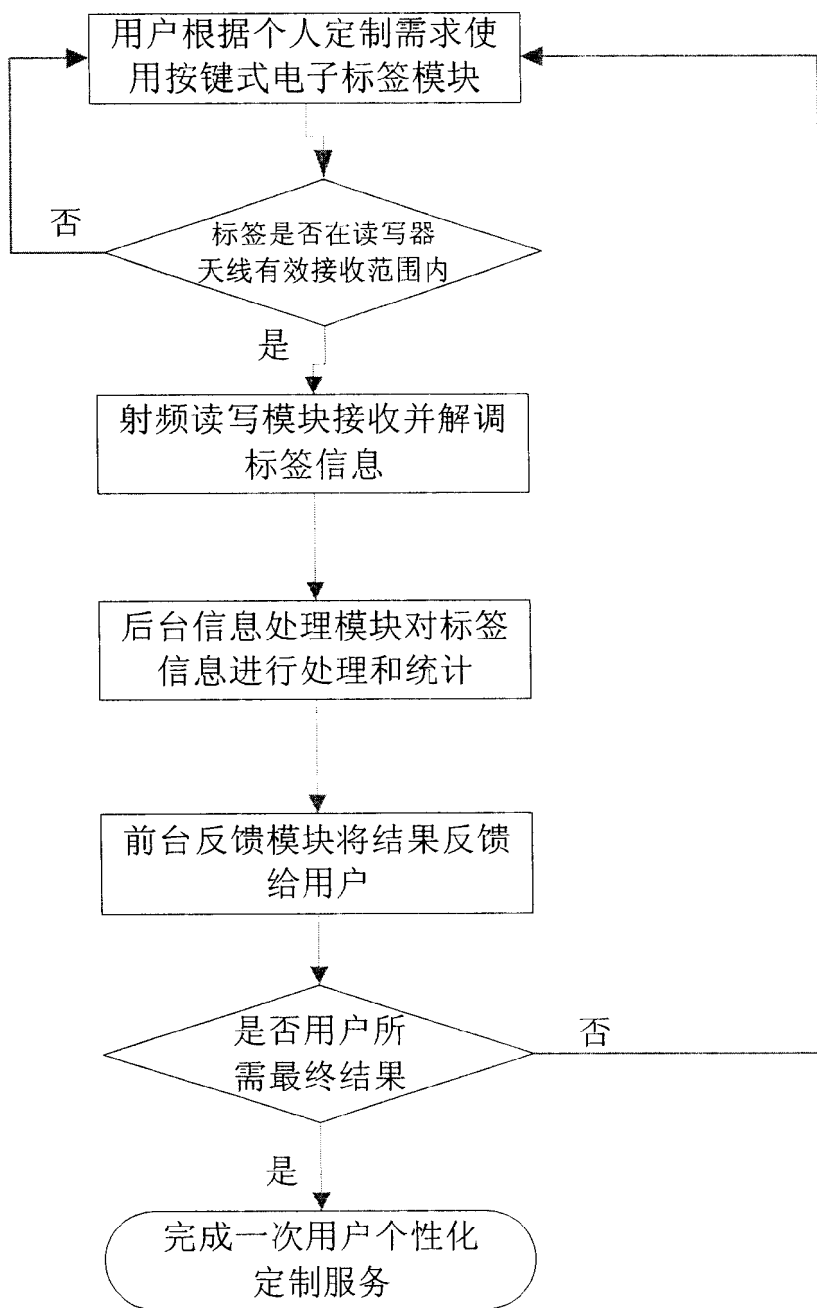 用户根据个人定制需求使
用按键式电子标签模块
否
标签是否在读写器
天线有效接收范围内
是
射频读写模块接收并解调
标签信息
后台信息处理模块对标签
信息进行处理和统计
前台反馈模块将结果反馈
给用户
是否用户所
需最终结果
否
是
完成一次用户个性化
定制服务